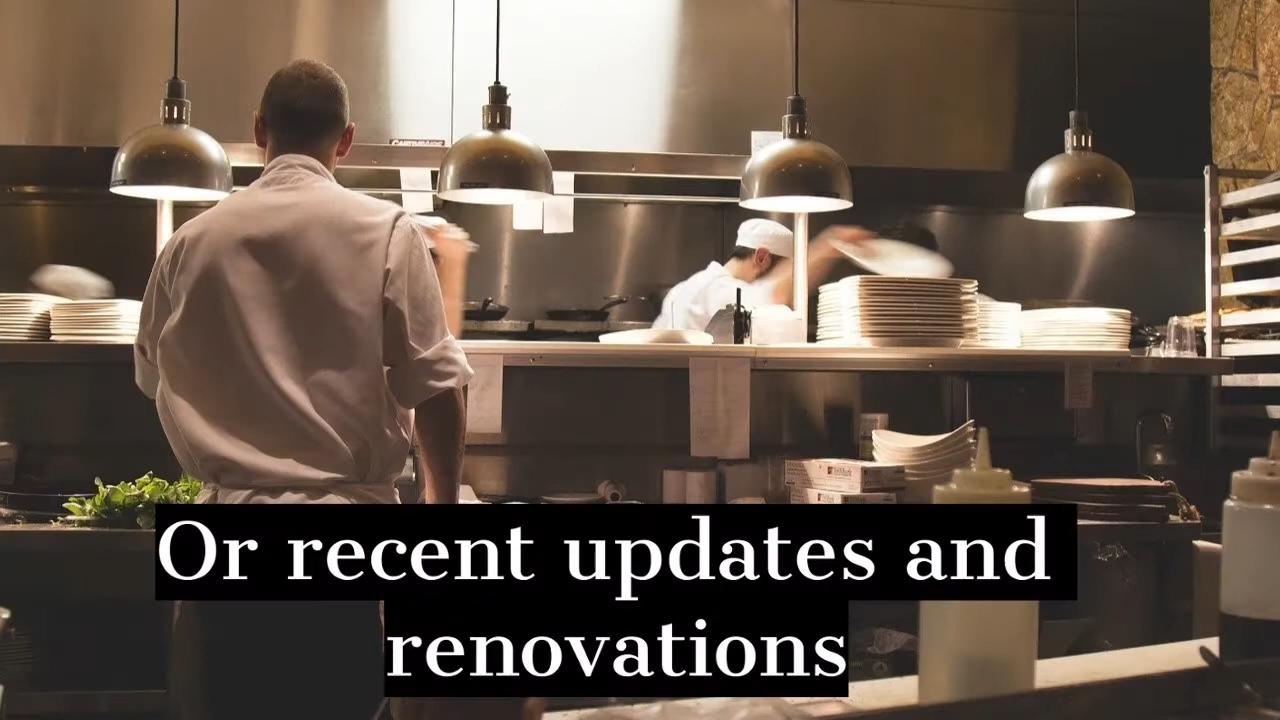 Or recent updates and
renovations